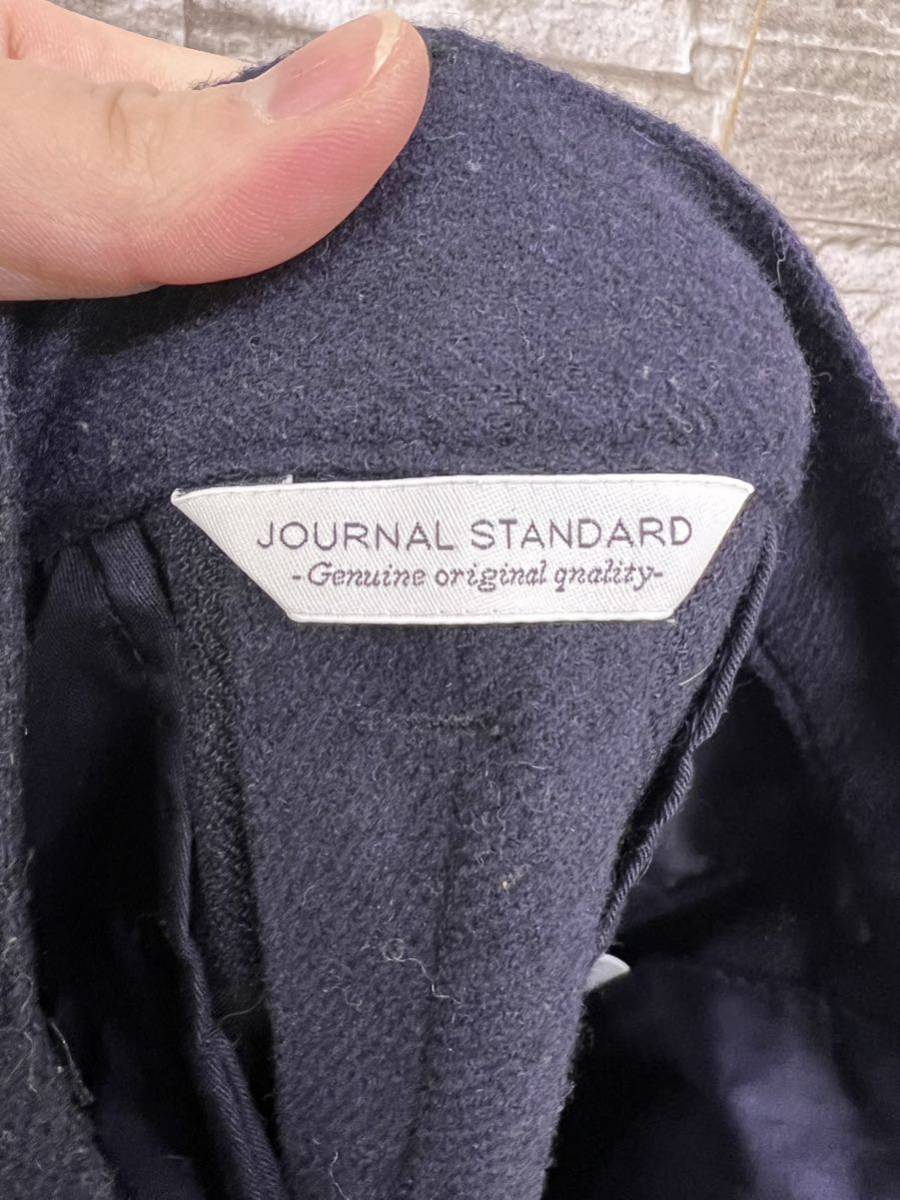 JOURNAL STANDARD
-Genuine original qnality-